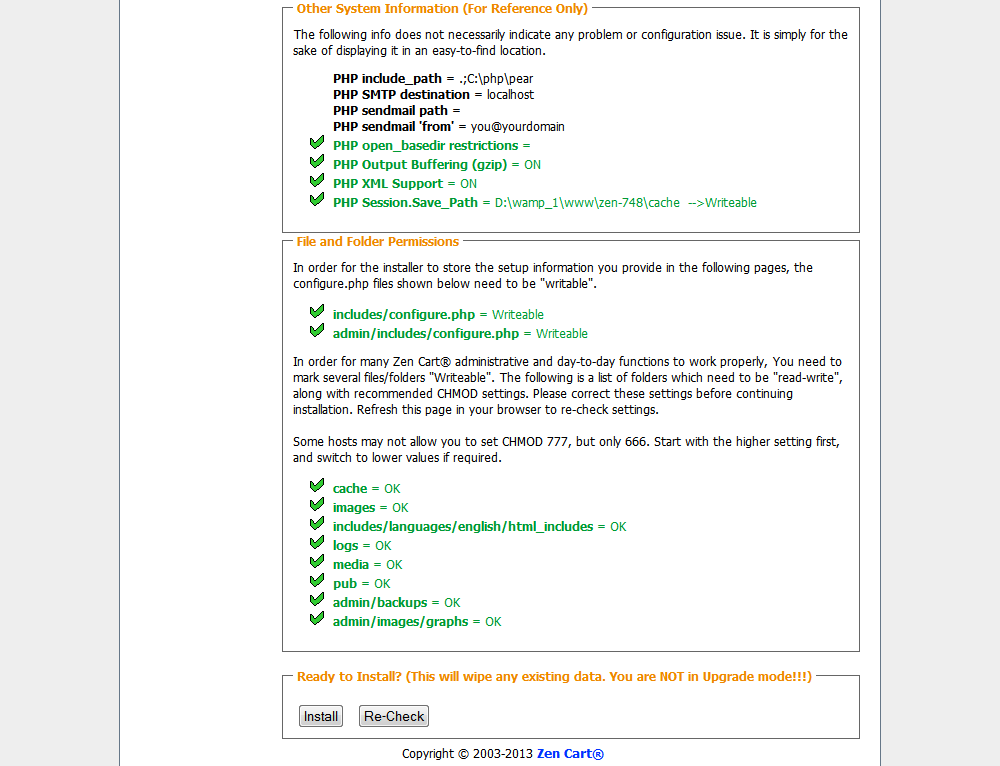 Other System Information (For Reference Only)
The following info does not necessarily indicate any problem or configuration issue. It is simply for the
sake of displaying it in an easy-to-find location.
PHP include_path = .;C:\php\pear
PHP SMTP destination = localhost
PHP sendmail path =
PHP sendmail 'from' = you@yourdomain
PHP open_basedir restrictions =
PHP Output Buffering (gzip) = ON
PHP XML Support = ON
PHP Session.Save_Path = D:\wamp_1\www\zen-748\cache -->Writeable
File and Folder Permissions
In order for the installer to store the setup information you provide in the following pages, the
configure.php files shown below need to be "writable".
includes/configure.php = Writeable
admin/includes/configure.php = Writeable
In order for many Zen Cart® administrative and day-to-day functions to work properly, You need to
mark several files/folders "Writeable". The following is a list of folders which need to be "read-write",
along with recommended CHMOD settings. Please correct these settings before continuing
installation. Refresh this page in your browser to re-check settings.
Some hosts may not allow you to set CHMOD 777, but only 666. Start with the higher setting first,
and switch to lower values if required.
cache = OK
images = OK
includes/languages/english/html_includes = OK
logs = OK
media = OK
pub = OK
admin/backups = OK
admin/images/graphs = OK
Ready to Install? (This will wipe any existing data. You are NOT in Upgrade mode!!!)
Install Re-Check
Copyright © 2003-2013 Zen Cart®